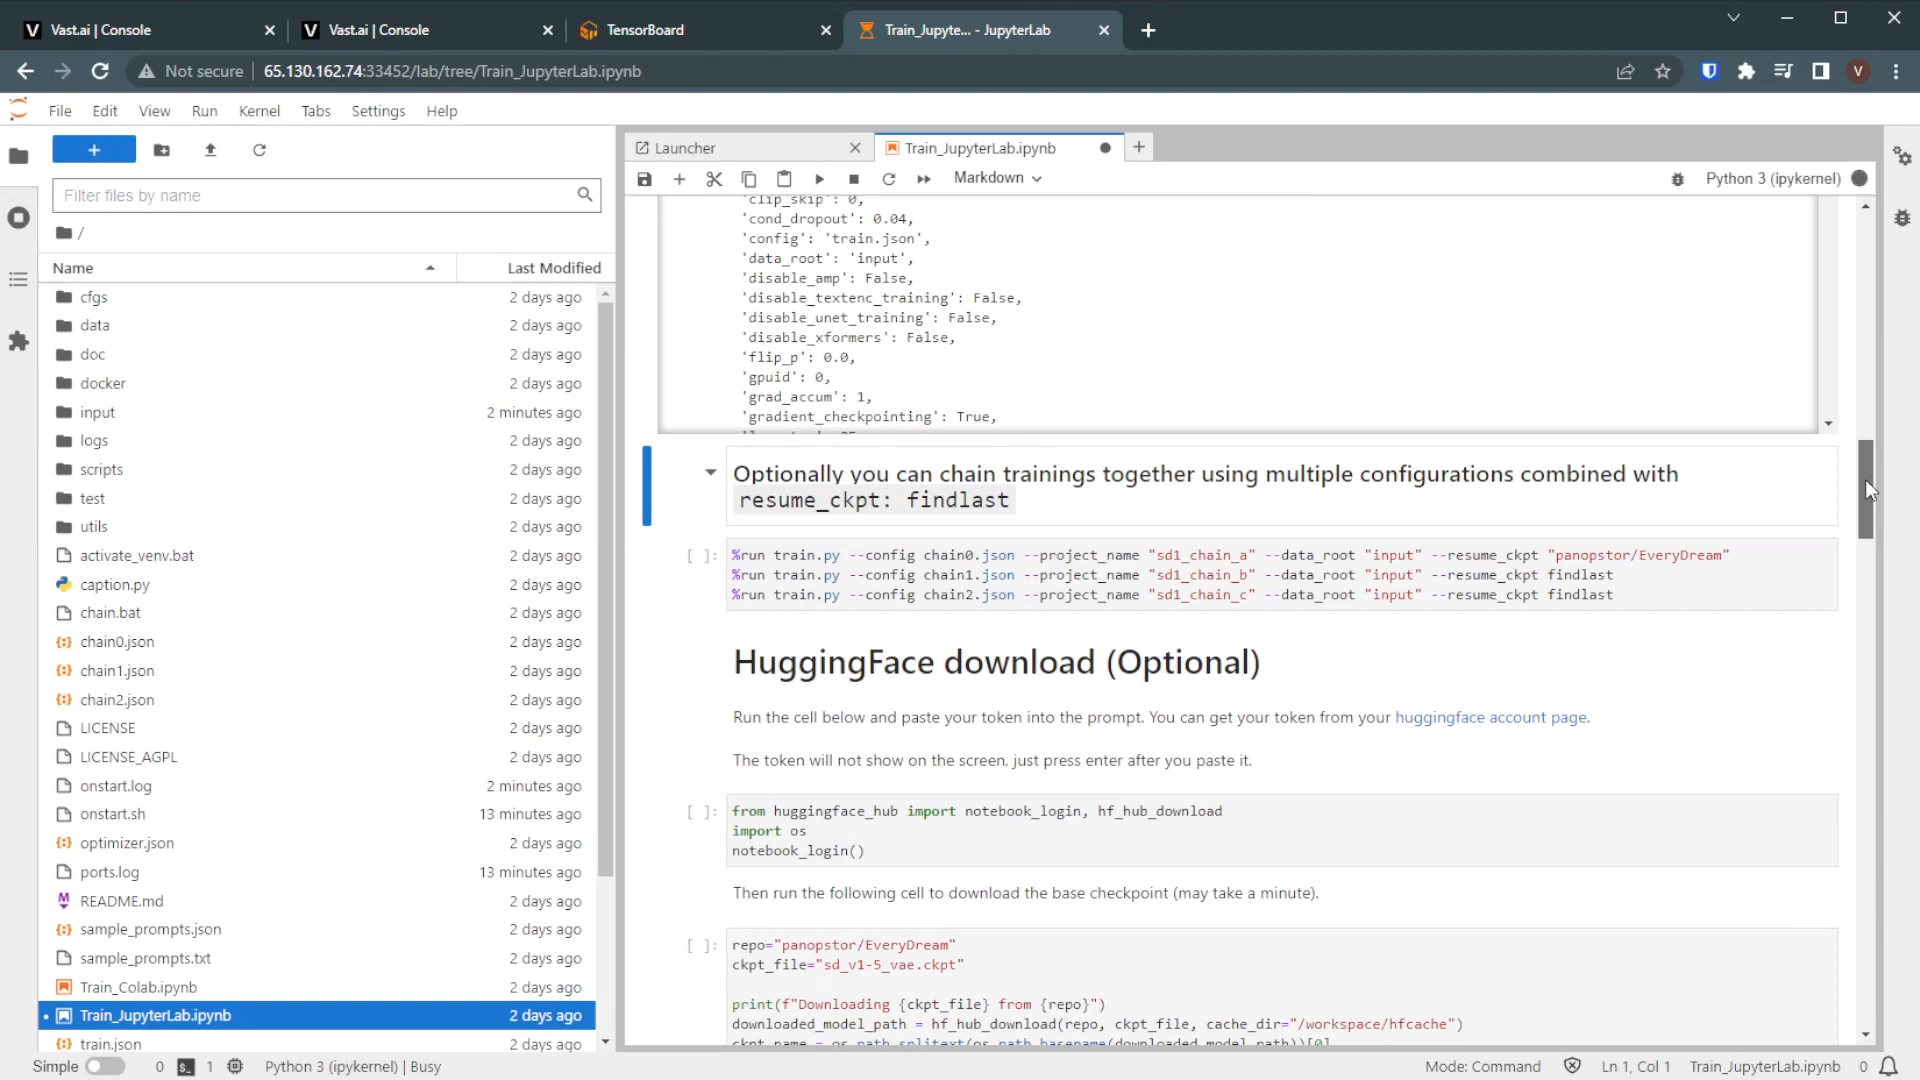 Vast.ai | Console
Vast.ai | Console
TensorBoard
Train_Jupyte... - JupyterLab
Not secure
65.130.162.74:33452/lab/tree/Train_JupyterLab.ipynb
V
File
Edit
View
Run
Kernel
Tabs
Settings
Help
Filter files by name
/
Name
Last Modified
cfgs
2 days ago
data
2 days ago
doc
2 days ago
docker
2 days ago
input
2 minutes ago
logs
2 days ago
scripts
2 days ago
test
2 days ago
utils
2 days ago
activate_venv.bat
2 days ago
caption.py
2 days ago
chain.bat
2 days ago
chain0.json
2 days ago
chain1.json
2 days ago
chain2.json
2 days ago
LICENSE
2 days ago
LICENSE_AGPL
2 days ago
onstart.log
2 minutes ago
onstart.sh
13 minutes ago
optimizer.json
2 days ago
ports.log
13 minutes ago
README.md
2 days ago
sample_prompts.json
2 days ago
sample_prompts.txt
2 days ago
Train_Colab.ipynb
2 days ago
Train_JupyterLab.ipynb
2 days ago
train.json
2 days ago
Launcher
Train_JupyterLab.ipynb
Markdown
Python 3 (ipykernel)
'clip_skip': 0,
'cond_dropout': 0.04,
'config': 'train.json',
'data_root': 'input',
'disable_amp': False,
'disable_textenc_training': False,
'disable_unet_training': False,
'disable_xformers': False,
'flip_p': 0.0,
'gpuid': 0,
'grad_accum': 1,
'gradient_checkpointing': True,
Optionally you can chain trainings together using multiple configurations combined with
resume_ckpt: findlast
[ ]:
%run train.py --config chain0.json --project_name "sd1_chain_a" --data_root "input" --resume_ckpt "panopstor/EveryDream"
%run train.py --config chain1.json --project_name "sd1_chain_b" --data_root "input" --resume_ckpt findlast
%run train.py --config chain2.json --project_name "sd1_chain_c" --data_root "input" --resume_ckpt findlast
HuggingFace download (Optional)
Run the cell below and paste your token into the prompt. You can get your token from your huggingface account page.
The token will not show on the screen, just press enter after you paste it.
[ ]:
from huggingface_hub import notebook_login, hf_hub_download
import os
notebook_login()
Then run the following cell to download the base checkpoint (may take a minute).
[ ]:
repo="panopstor/EveryDream"
ckpt_file="sd_v1-5_vae.ckpt"
print(f"Downloading {ckpt_file} from {repo}")
downloaded_model_path = hf_hub_download(repo, ckpt_file, cache_dir="/workspace/hfcache")
ckpt_name = os.path.splitext(os.path.basename(downloaded_model_path))[0]
Simple
0
1
Python 3 (ipykernel) | Busy
Mode: Command
Ln 1, Col 1
Train_JupyterLab.ipynb
0